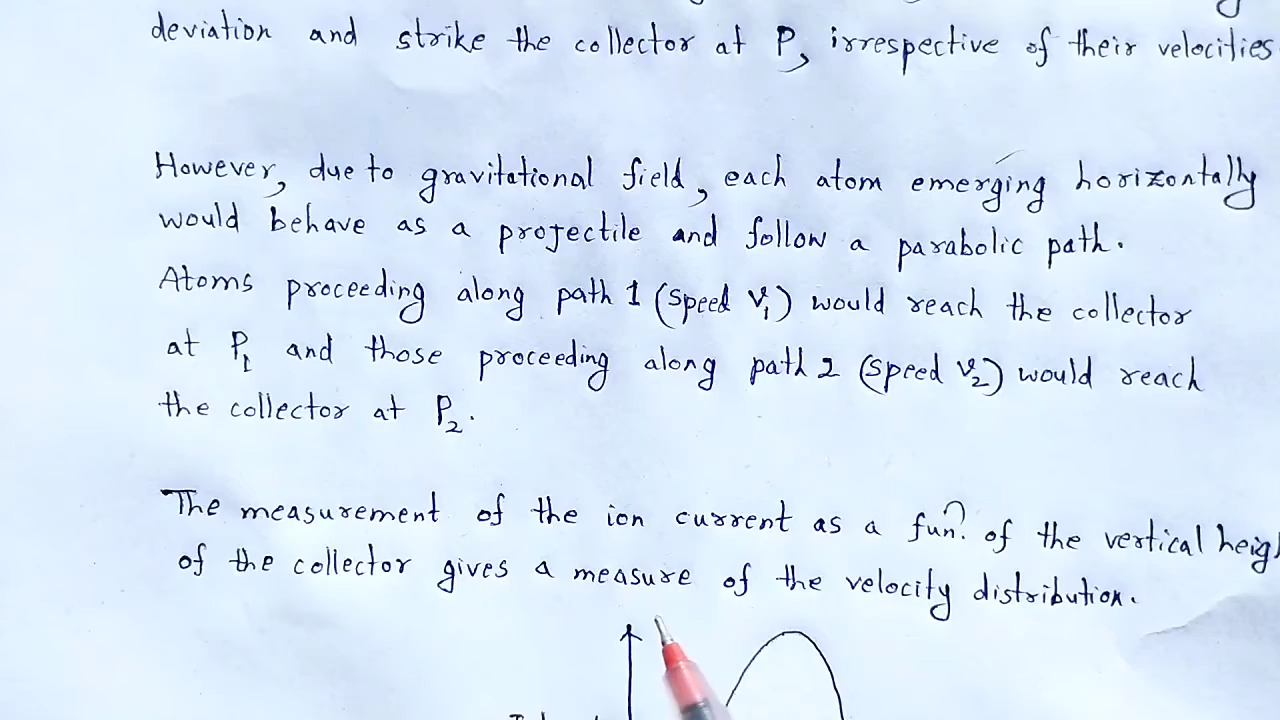 deviation and strike the collector at P, irrespective of their velocities
However, due to gravitational field, each atom emerging horizontally
would behave as a projectile and follow a parabolic path.
Atoms proceeding along path 1 (speed v₁) would reach the collector
at P₁ and those proceeding along path 2 (speed v₂) would reach
the collector at P₂.
The measurement of the ion current as a fun. of the vertical heigh
of the collector gives a measure of the velocity distribution.